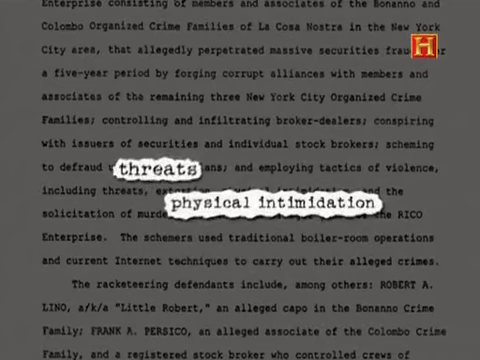 Enterprise consisting of members and associates of the Bonanno and
Colombo Organized Crime Families of La Cosa Nostra in the New York
City area, that allegedly perpetrated massive securities
a five-year period by forging corrupt alliances with members and
associates of the remaining three New York City Organized Crime
Families; controlling and infiltrating broker-dealers; conspiring
with issuers of securities and individual stock brokers; scheming
to defraud threats and employing tactics of violence,
including threats, the
physical intimidation
solicitation of the RICO
Enterprise. The schemers used traditional boiler-room operations
and current Internet techniques to carry out their alleged crimes.
The racketeering defendants include, among others: ROBERT A.
LINO, a/k/a "Little Robert," an alleged capo in the Bonanno Crime
Family; FRANK A. PERSICO, an alleged associate of the Colombo Crime
Family, and a registered stock broker who controlled crews of
H